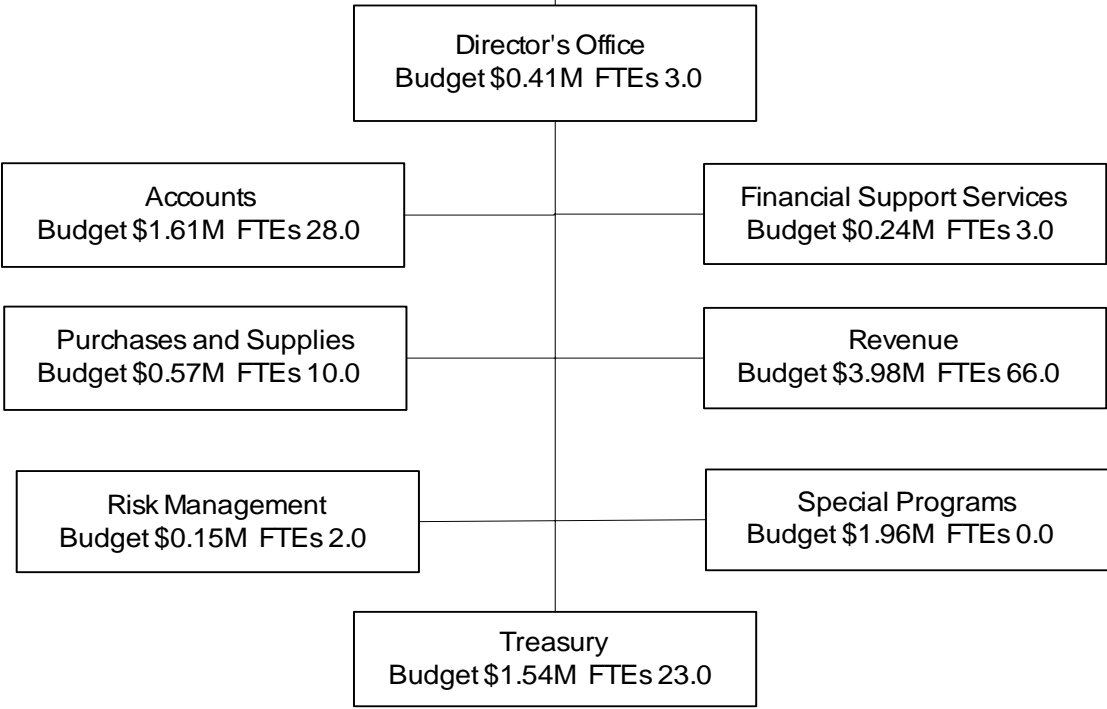 Director's Office
Budget $0.41M FTEs 3.0
Accounts
Budget $1.61M FTEs 28.0
Financial Support Services
Budget $0.24M FTEs 3.0
Purchases and Supplies
Budget $0.57M FTEs 10.0
Revenue
Budget $3.98M FTEs 66.0
Risk Management
Budget $0.15M FTEs 2.0
Special Programs
Budget $1.96M FTEs 0.0
Treasury
Budget $1.54M FTEs 23.0